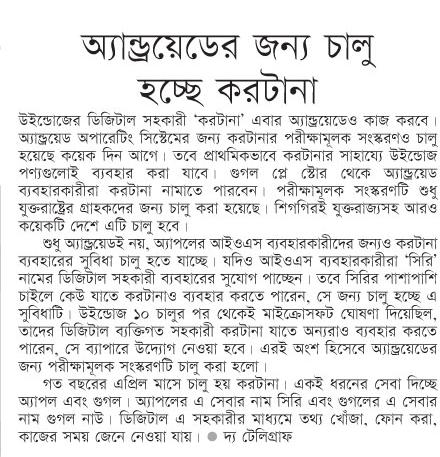 অ্যান্ড্রয়েডের জন্য চালু
হচ্ছে করটানা
উইন্ডোজের ডিজিটাল সহকারী ‘করটানা’ এবার অ্যান্ড্রয়েডেও কাজ করবে।
অ্যান্ড্রয়েড অপারেটিং সিস্টেমের জন্য করটানার পরীক্ষামূলক সংস্করণও চালু
হয়েছে কয়েক দিন আগে। তবে প্রাথমিকভাবে করটানার সাহায্যে উইন্ডোজ
পণ্যগুলোই ব্যবহার করা যাবে। গুগল প্লে স্টোর থেকে অ্যান্ড্রয়েড
ব্যবহারকারীরা করটানা নামাতে পারবেন। পরীক্ষামূলক সংস্করণটি শুধু
যুক্তরাষ্ট্রের গ্রাহকদের জন্য চালু করা হয়েছে। শিগগিরই যুক্তরাজ্যসহ আরও
কয়েকটি দেশে এটি চালু হবে।
শুধু অ্যান্ড্রয়েডই নয়, অ্যাপলের আইওএস ব্যবহারকারীদের জন্যও করটানা
ব্যবহারের সুবিধা চালু হতে যাচ্ছে। যদিও আইওএস ব্যবহারকারীরা ‘সিরি’
নামের ডিজিটাল সহকারী ব্যবহারের সুযোগ পাচ্ছেন। তবে সিরির পাশাপাশি
চাইলে কেউ যাতে করটানাও ব্যবহার করতে পারেন, সে জন্য চালু হচ্ছে এ
সুবিধাটি। উইন্ডোজ ১০ চালুর পর থেকেই মাইক্রোসফট ঘোষণা দিয়েছিল,
তাদের ডিজিটাল ব্যক্তিগত সহকারী করটানা যাতে অন্যরাও ব্যবহার করতে
পারেন, সে ব্যাপারে উদ্যোগ নেওয়া হবে। এরই অংশ হিসেবে অ্যান্ড্রয়েডের
জন্য পরীক্ষামূলক সংস্করণটি চালু করা হলো।
গত বছরের এপ্রিল মাসে চালু হয় করটানা। একই ধরনের সেবা দিচ্ছে
অ্যাপল এবং গুগল। অ্যাপলের এ সেবার নাম সিরি এবং গুগলের এ সেবার
নাম গুগল নাউ। ডিজিটাল এ সহকারীর মাধ্যমে তথ্য খোঁজা, ফোন করা,
কাজের সময় জেনে নেওয়া যায়। ● দ্য টেলিগ্রাফ